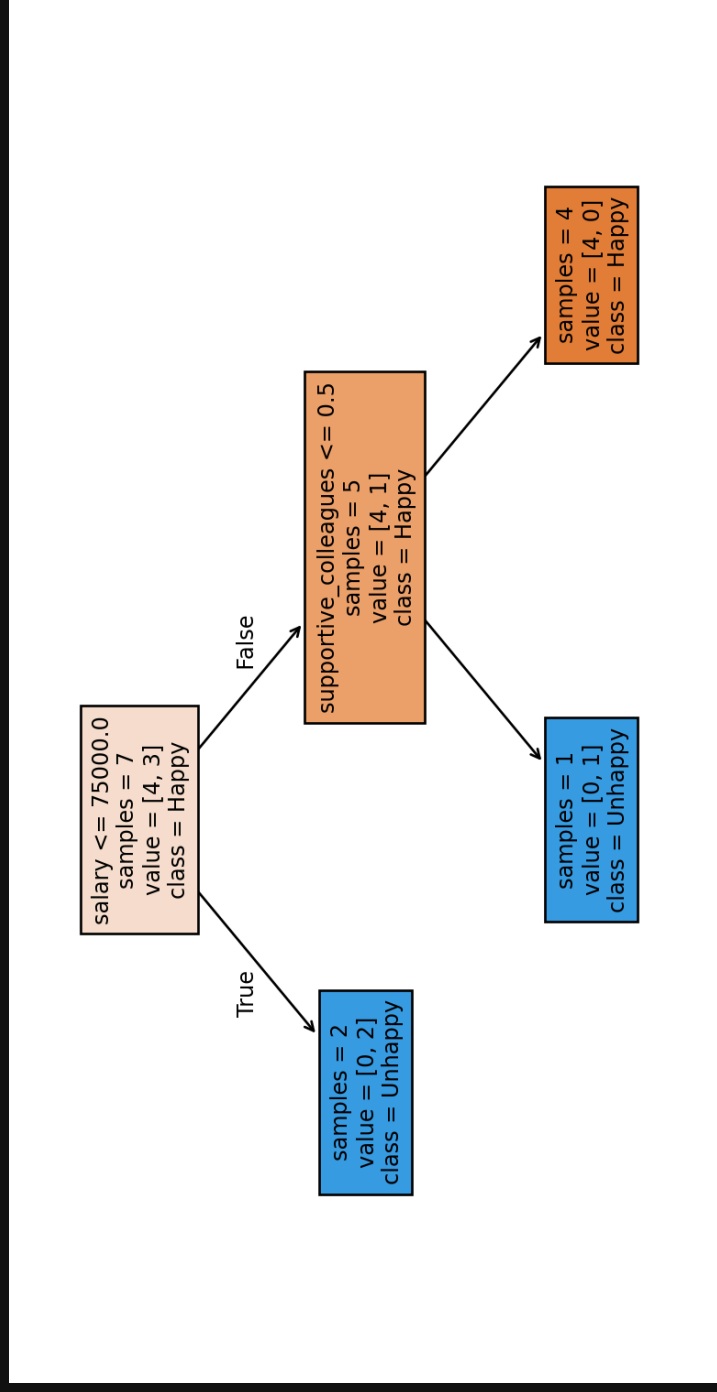 salary <= 75000.0
samples = 7
value = [4, 3]
class = Happy
True
False
samples = 2
value = [0, 2]
class = Unhappy
supportive_colleagues <= 0.5
samples = 5
value = [4, 1]
class = Happy
samples = 1
value = [0, 1]
class = Unhappy
samples = 4
value = [4, 0]
class = Happy